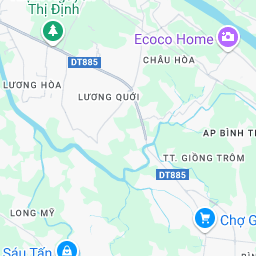 Thị Định
Ecoco Home
DT885
CHÂU HÒA
LƯƠNG HÒA
LƯƠNG QUỚI
AP BÌNH T
TT. GIỒNG TRÔM
DT885
LONG MỸ
Chợ G
Sáu Tấn